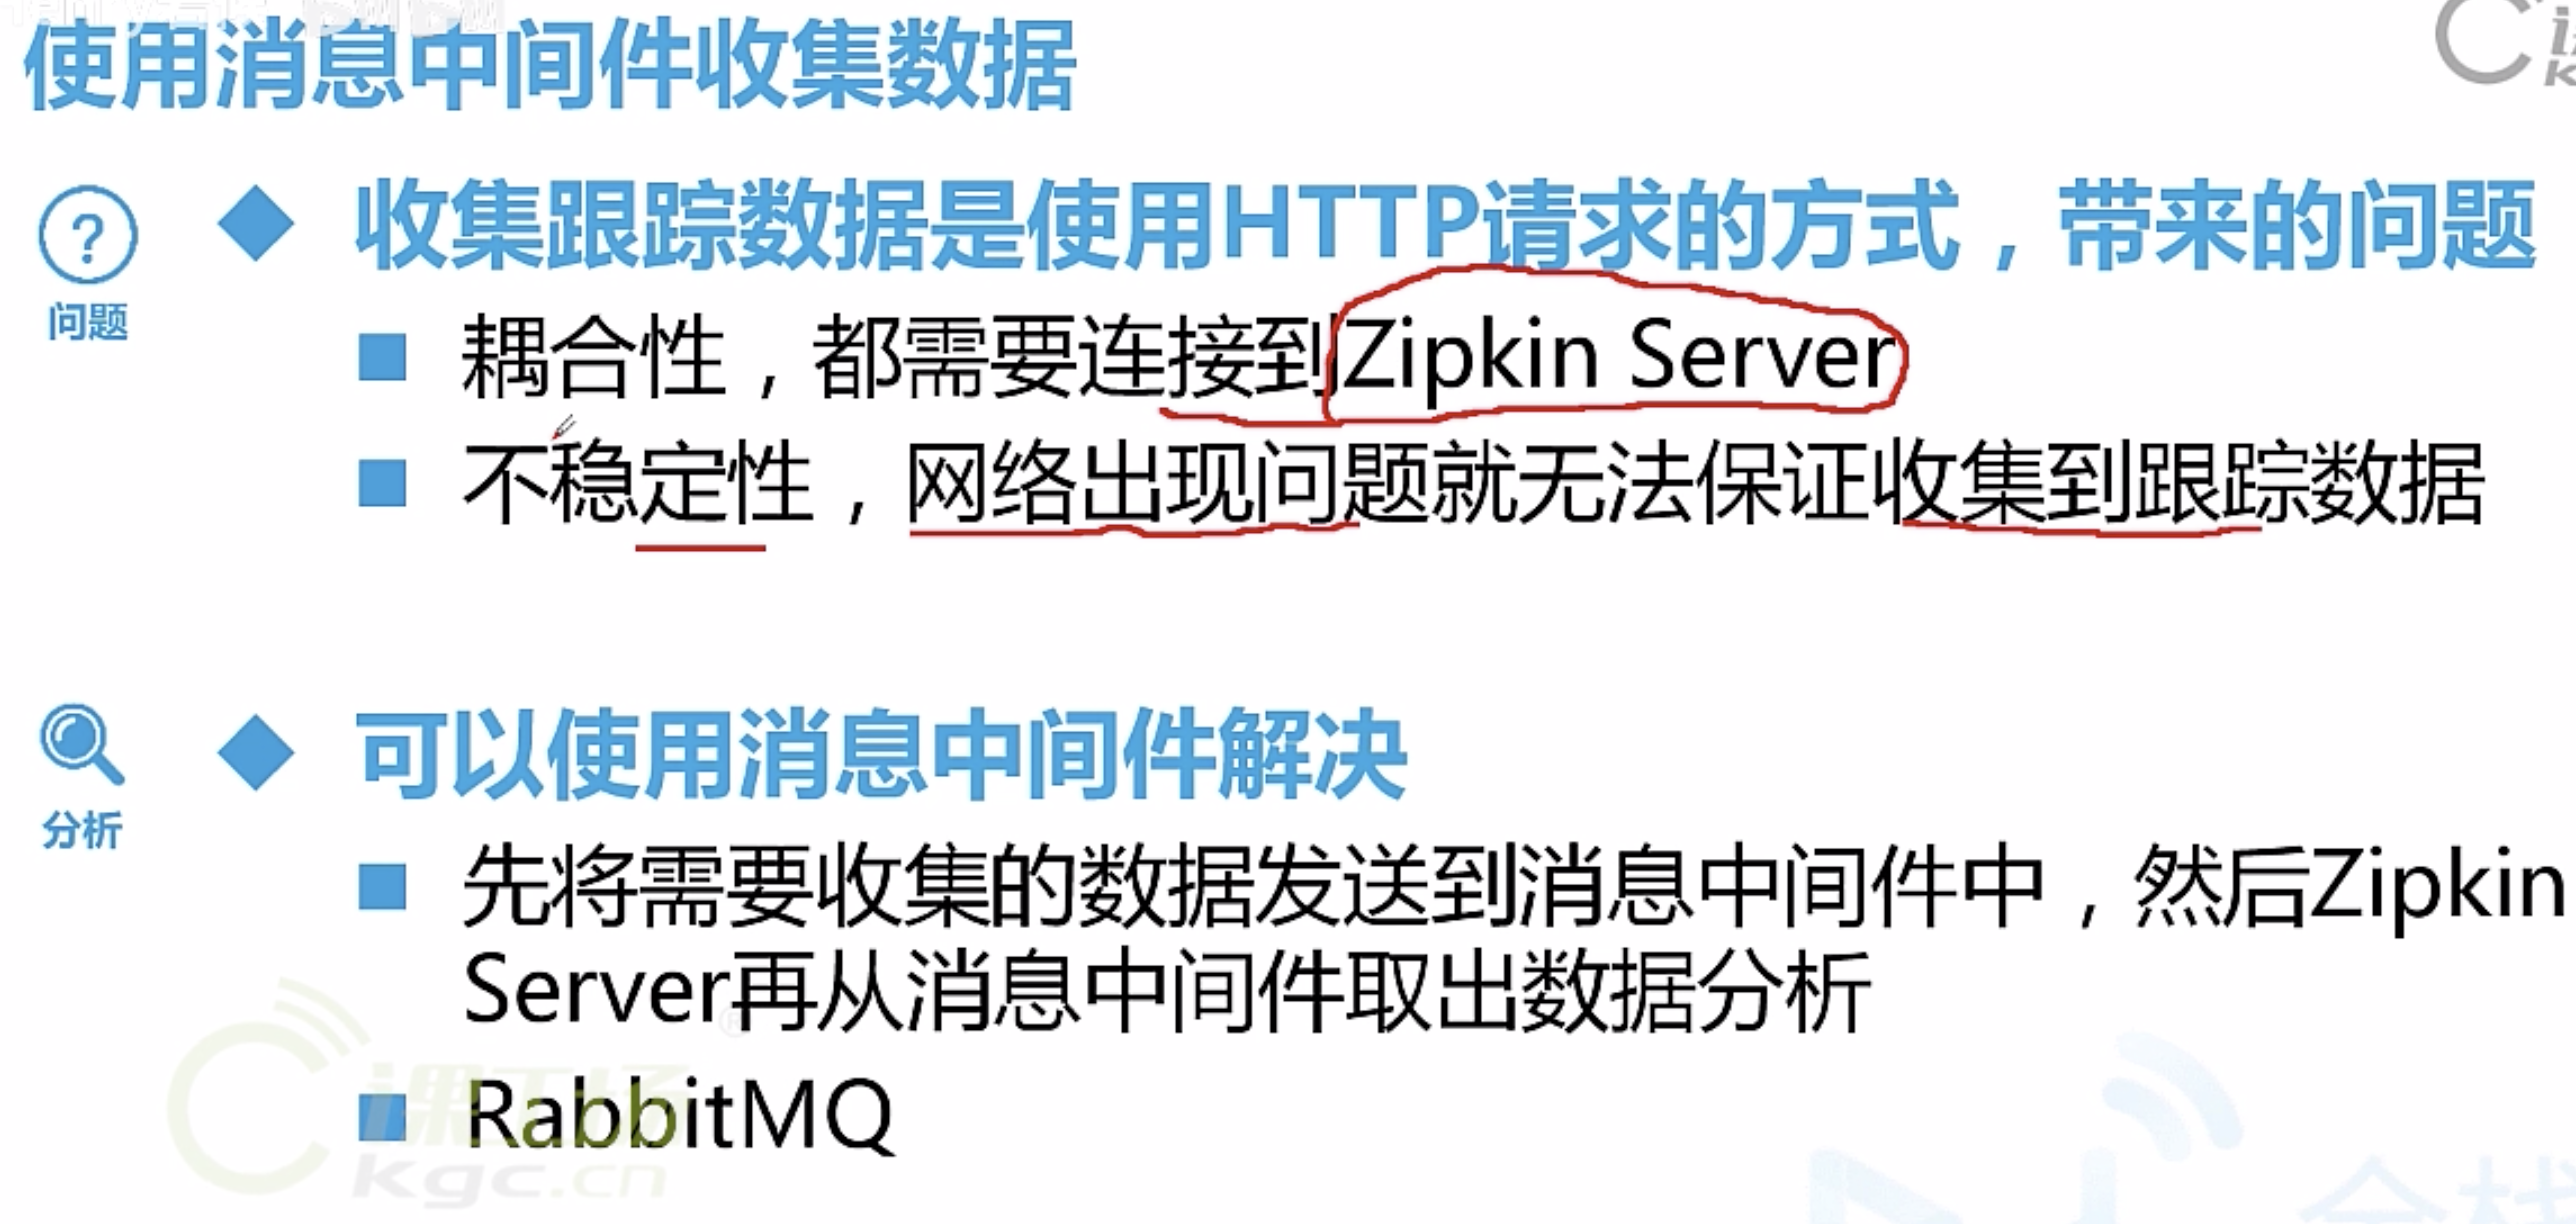 使用消息中间件收集数据
收集跟踪数据是使用HTTP请求的方式，带来的问题
问题
耦合性，都需要连接到Zipkin Server
不稳定性，网络出现问题就无法保证收集到跟踪数据
可以使用消息中间件解决
分析
先将需要收集的数据发送到消息中间件中，然后Zipkin
Server再从消息中间件取出数据分析
RabbitMQ
课工场
kgc.cn